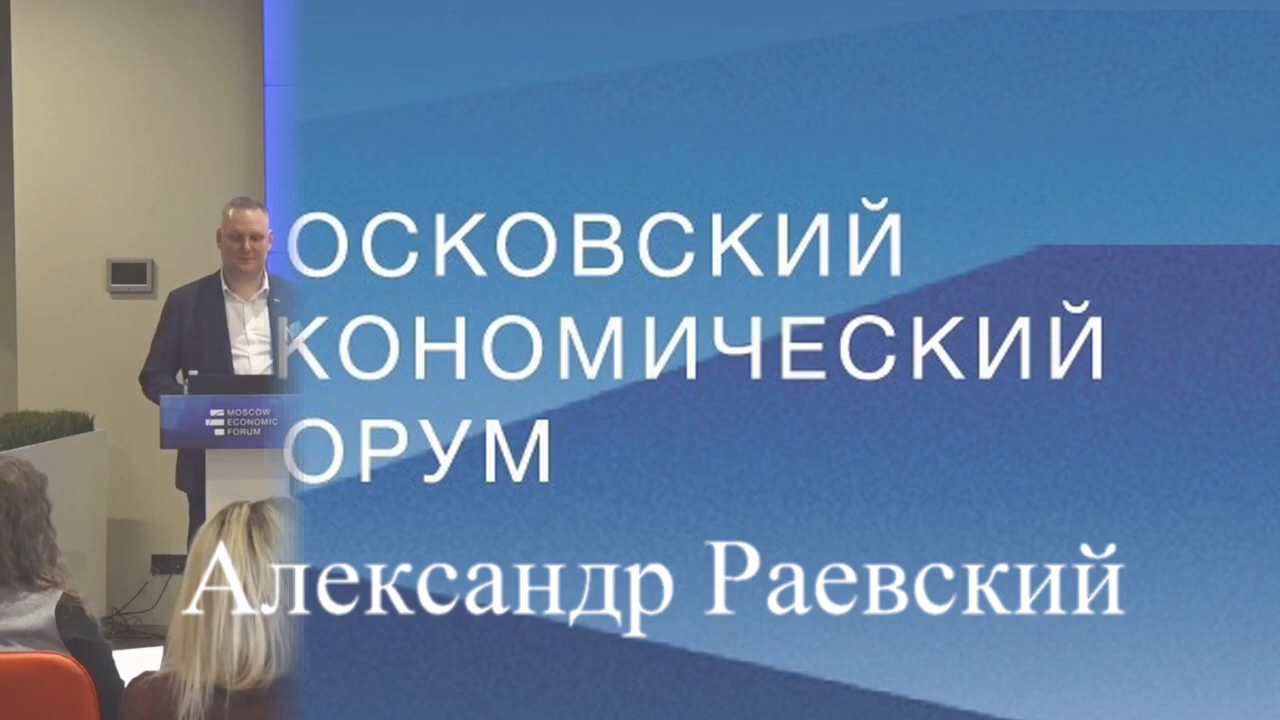 ОСКОВСКИЙ
КОНОМИЧЕСКИЙ
ОРУМ
MOSCOW
ECONOMIC
FORUM
Александр Раевский